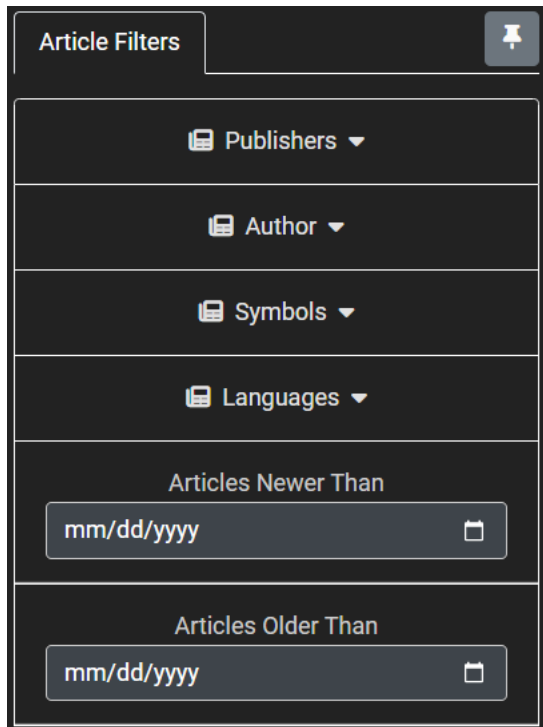 Article Filters
Publishers
Author
Symbols
Languages
Articles Newer Than
mm/dd/yyyy
Articles Older Than
mm/dd/yyyy